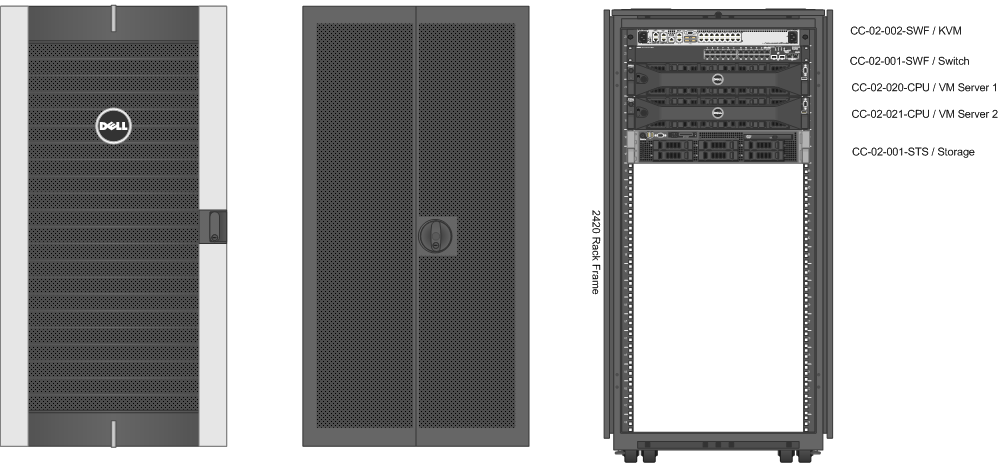 DELL
CC-02-002-SWF / KVM
CC-02-001-SWF / Switch
CC-02-020-CPU / VM Server 1
CC-02-021-CPU / VM Server 2
CC-02-001-STS / Storage
2420 Rack Frame